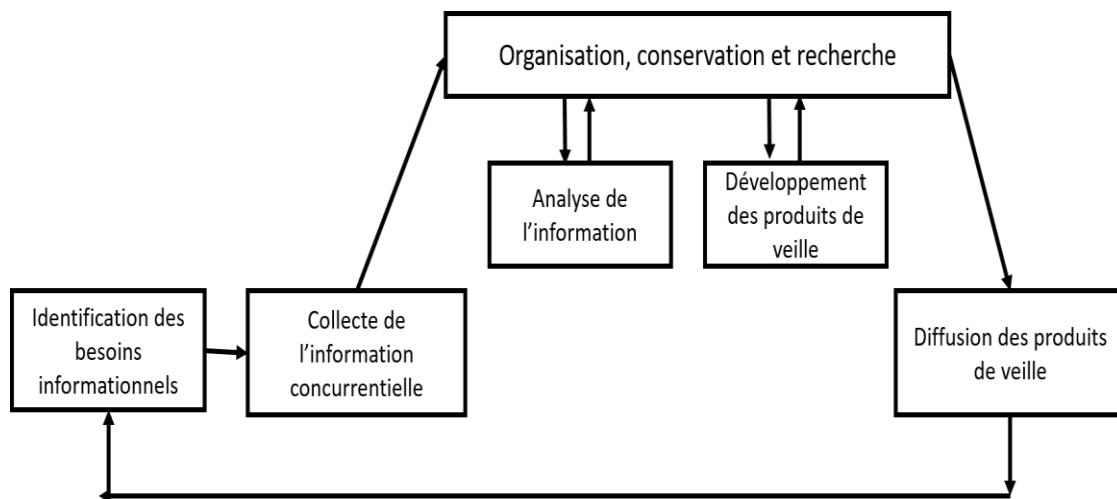 Organisation, conservation et recherche
Analyse de
l’information
Développement
des produits de
veille
Identification des
besoins
informationnels
Collecte de
l’information
concurrentielle
Diffusion des produits
de veille